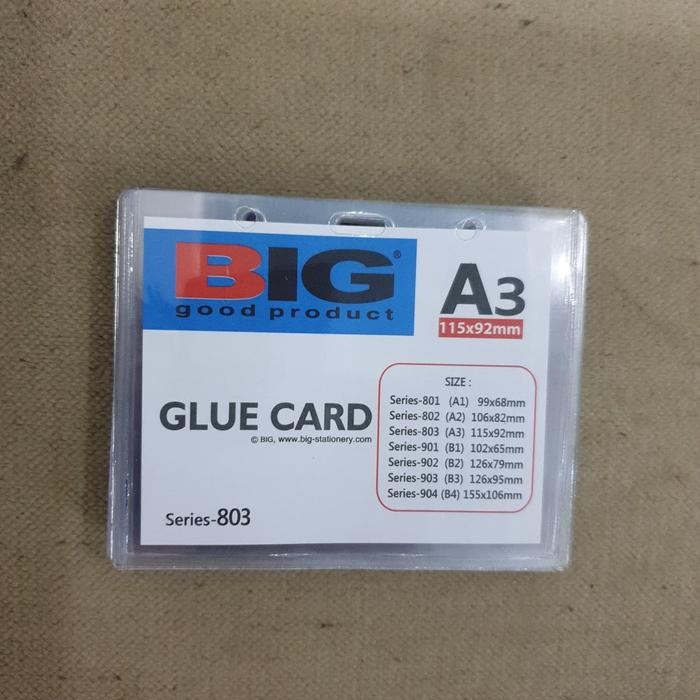 BIG®
good product
A3
115x92mm
GLUE CARD
© BIG, www.big-stationery.com
SIZE :
Series-801 (A1) 99x68mm
Series-802 (A2) 106x82mm
Series-803 (A3) 115x92mm
Series-901 (B1) 102x65mm
Series-902 (B2) 126x79mm
Series-903 (B3) 126x95mm
Series-904 (B4) 155x106mm
Series-803